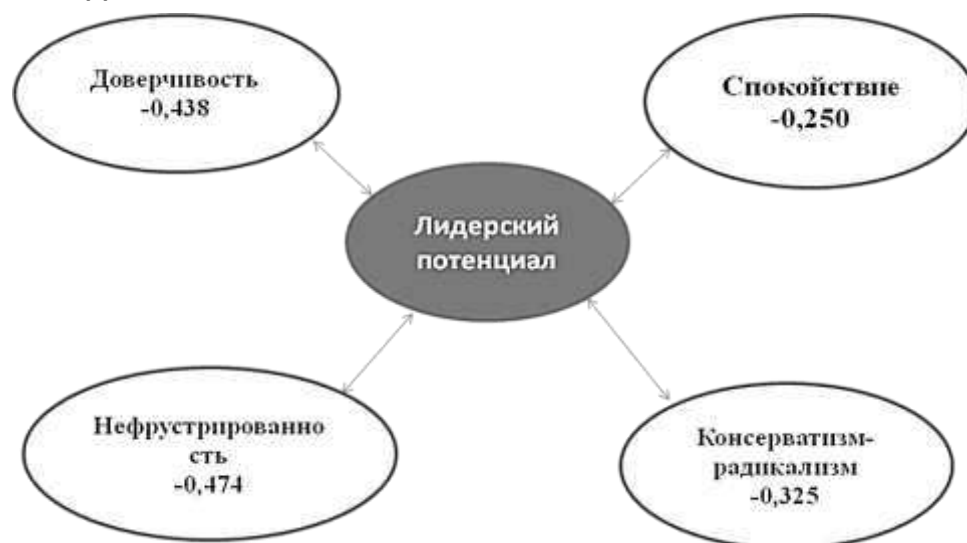 Доверчивость
-0,438
Спокойствие
-0,250
Лидерский
потенциал
Нефрустрированно
сть
-0,474
Консерватизм-
радикализм
-0,325